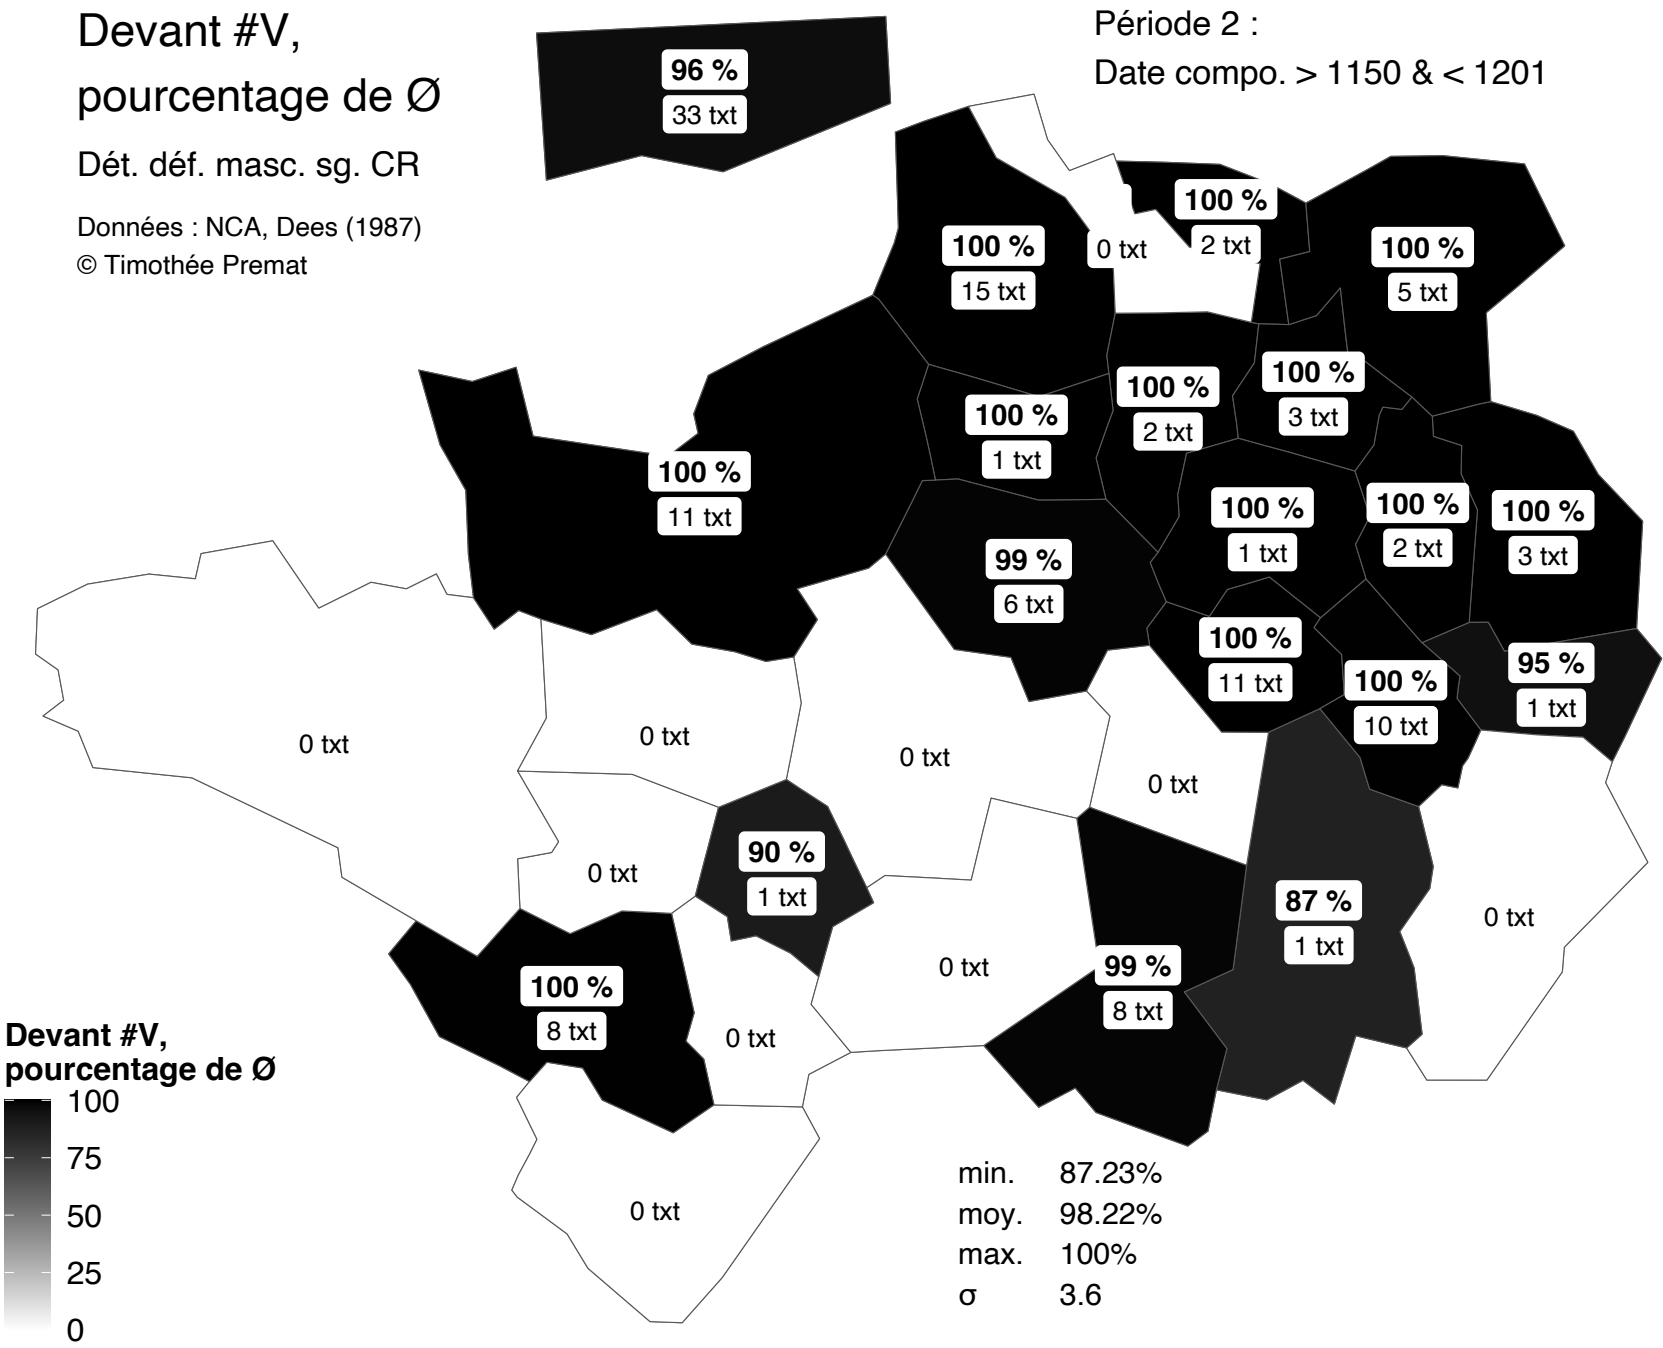 Devant #V,
pourcentage de Ø
Dét. déf. masc. sg. CR
Données : NCA, Dees (1987)
© Timothée Premat
Période 2 :
Date compo. > 1150 & < 1201
96 %
33 txt
100 %
15 txt
0 txt
100 %
2 txt
100 %
5 txt
100 %
11 txt
100 %
1 txt
100 %
2 txt
100 %
3 txt
99 %
6 txt
100 %
1 txt
100 %
2 txt
100 %
3 txt
100 %
11 txt
100 %
10 txt
95 %
1 txt
0 txt
0 txt
0 txt
0 txt
0 txt
90 %
1 txt
87 %
1 txt
0 txt
100 %
8 txt
0 txt
0 txt
99 %
8 txt
0 txt
Devant #V,
pourcentage de Ø
100
75
50
25
0
min. 87.23%
moy. 98.22%
max. 100%
σ 3.6